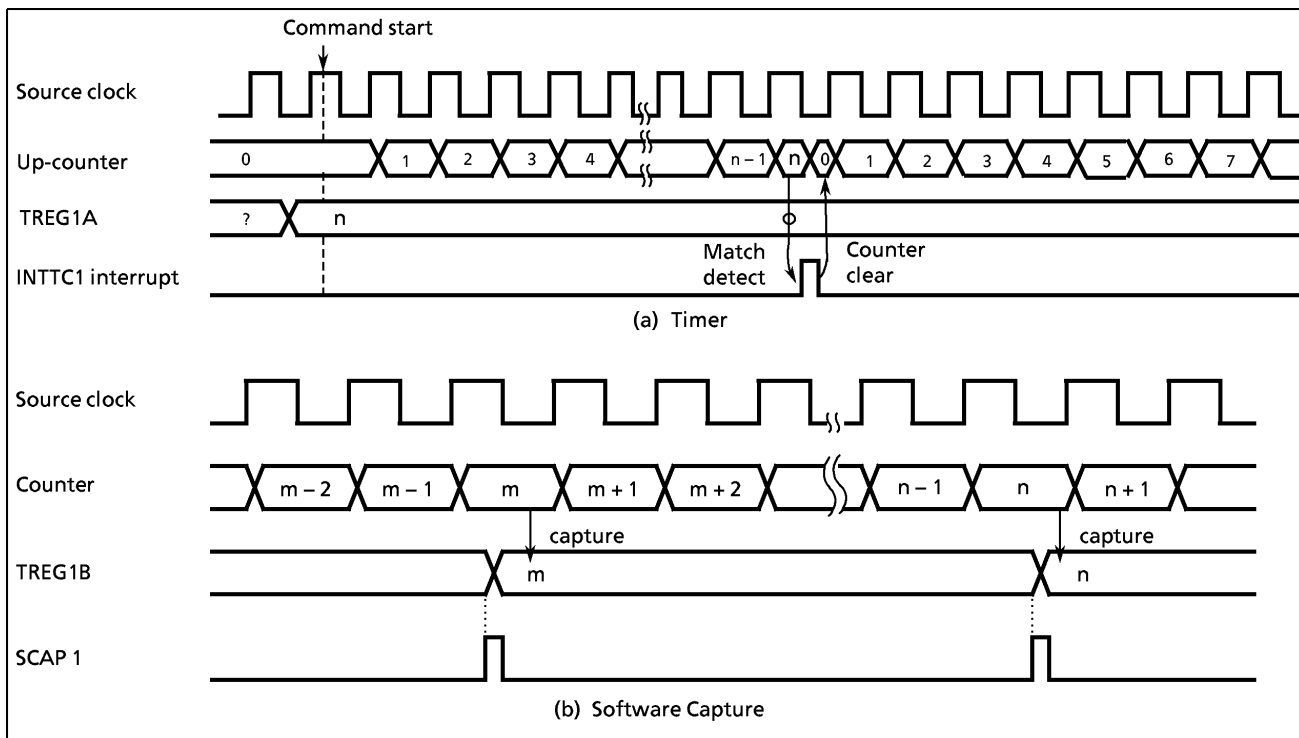 Command start
Source clock
Up-counter 0 1 2 3 4 n – 1 n 0 1 2 3 4 5 6 7
TREG1A ? n
Match detect
Counter clear
INTTC1 interrupt
(a) Timer
Source clock
Counter m – 2 m – 1 m m + 1 m + 2 n – 1 n n + 1
capture capture
TREG1B m n
SCAP 1
(b) Software Capture